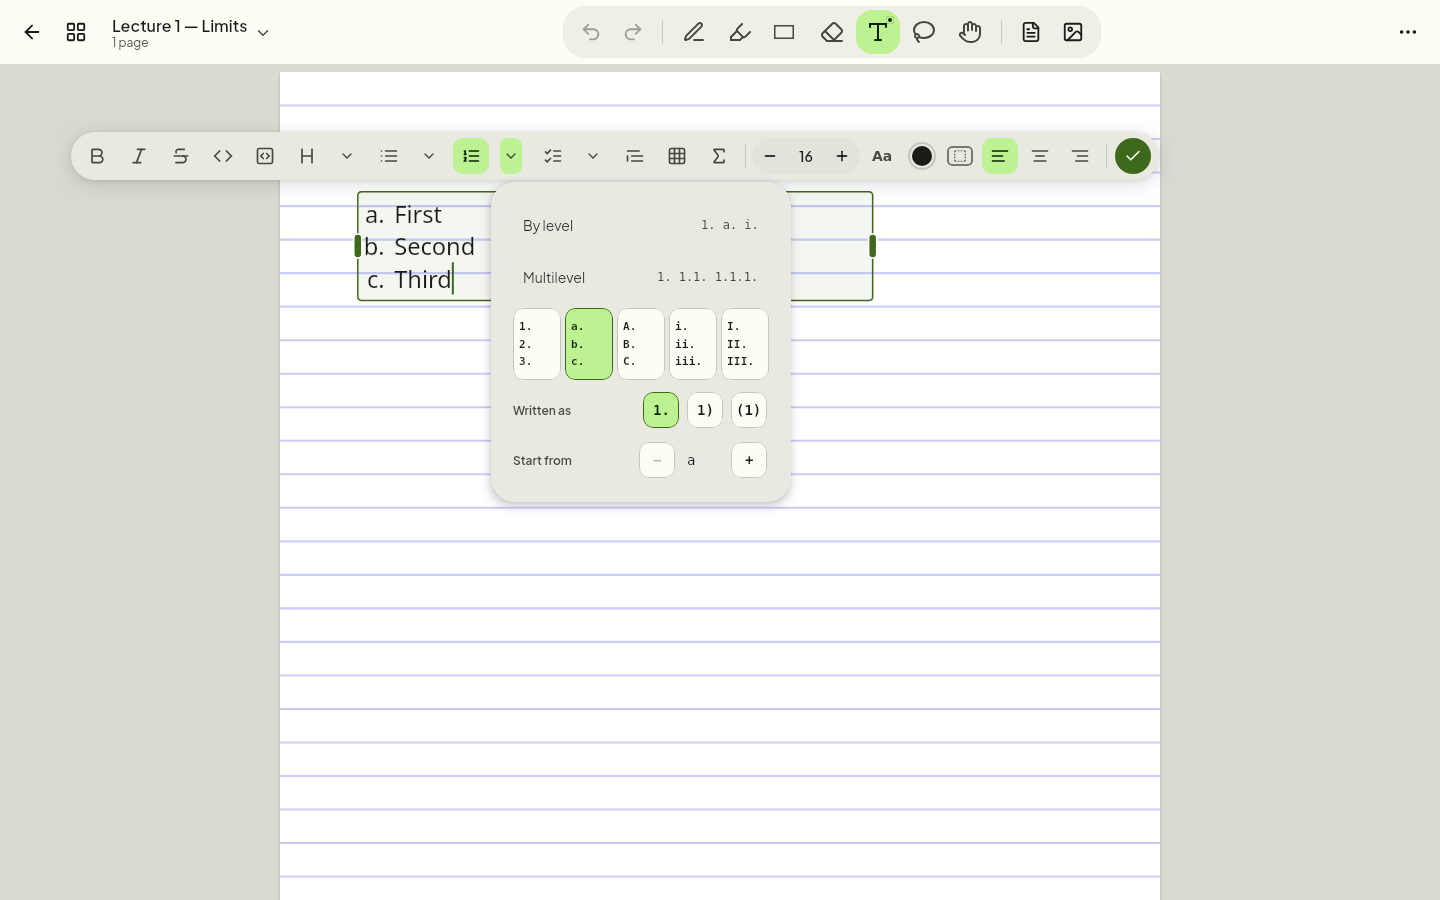 Lecture 1 — Limits
1 page
16
Aa
a. First
b. Second
c. Third
By level 1. a. i.
Multilevel 1. 1.1. 1.1.1.
1. a. A. i. I.
2. b. B. ii. II.
3. c. C. iii. III.
Written as 1. 1) (1)
Start from − a +